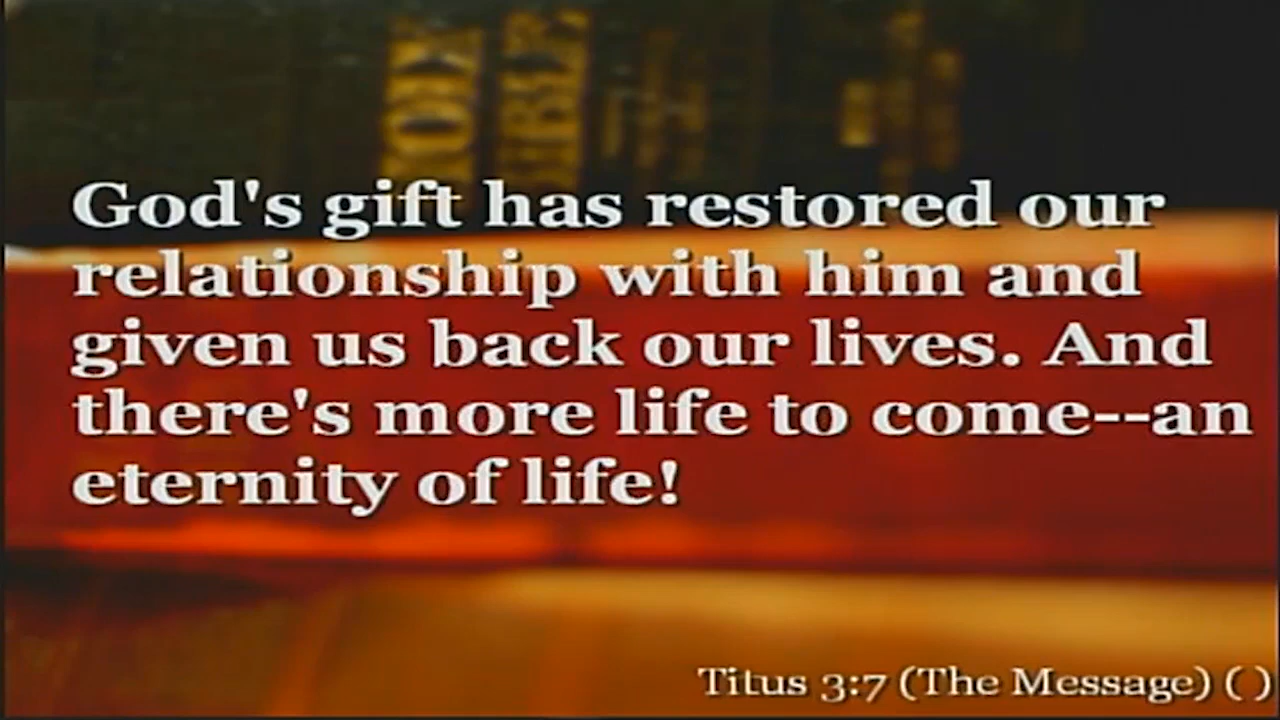 God's gift has restored our
relationship with him and
given us back our lives. And
there's more life to come--an
eternity of life!
Titus 3:7 (The Message) ( )